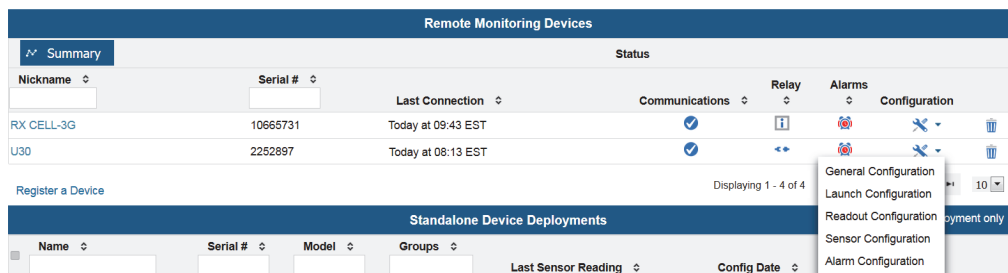 Remote Monitoring Devices
Summary
Status
Nickname Serial # Last Connection Communications Relay Alarms Configuration
RX CELL-3G 10665731 Today at 09:43 EST
U30 2252897 Today at 08:13 EST
Register a Device Displaying 1 - 4 of 4 10
General Configuration
Launch Configuration
Readout Configuration
Sensor Configuration
Alarm Configuration
Standalone Device Deployments oyment only
Name Serial # Model Groups Last Sensor Reading Config Date